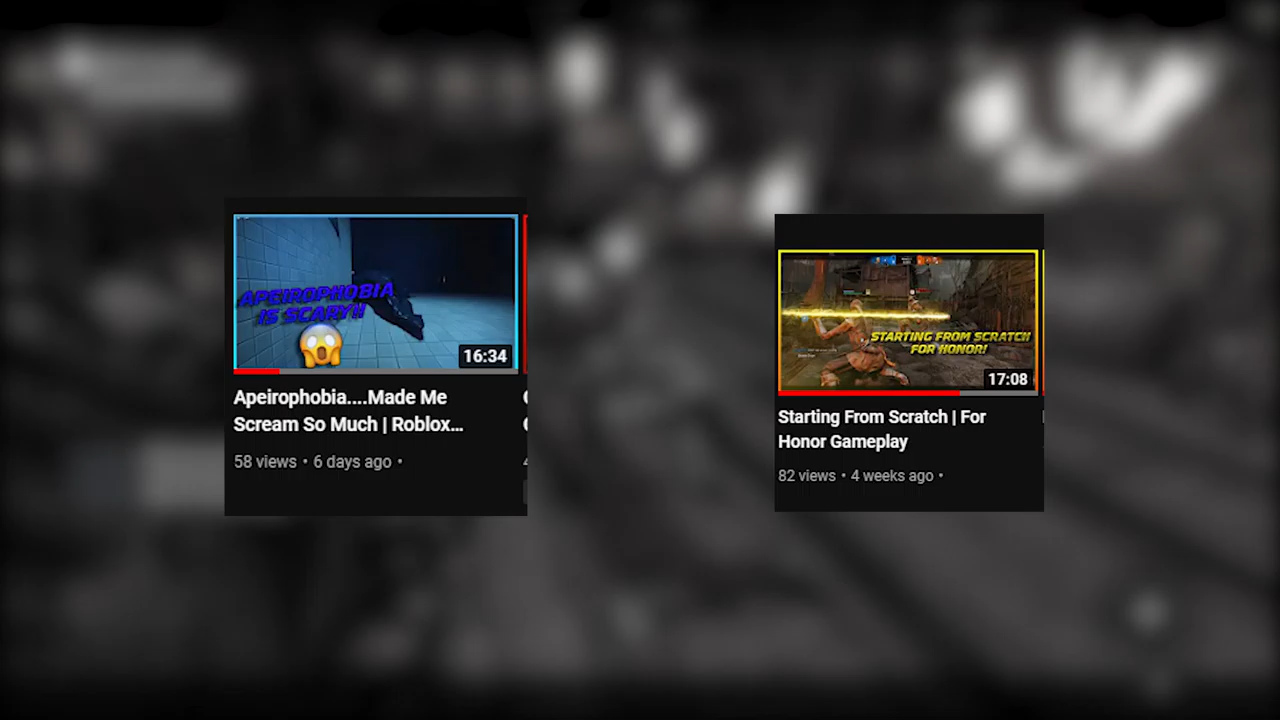 APEIROPHOBIA
IS SCARY!!
16:34
Apeirophobia....Made Me
Scream So Much | Roblox...
58 views • 6 days ago •
STARTING FROM SCRATCH
FOR HONOR!
17:08
Starting From Scratch | For
Honor Gameplay
82 views • 4 weeks ago •